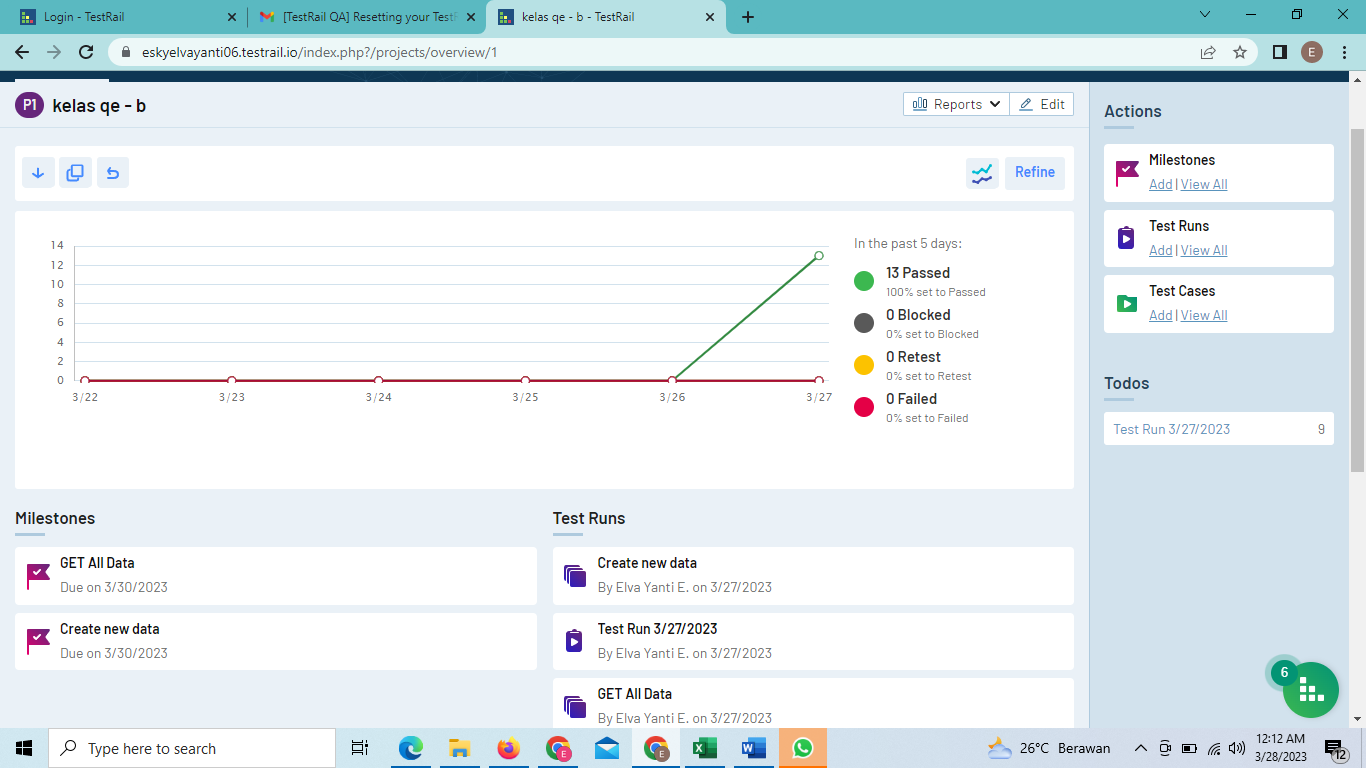 Login - TestRail
[TestRail QA] Resetting your TestR
kelas qe - b - TestRail
eskyelvayanti06.testrail.io/index.php?/projects/overview/1
E
P1 kelas qe - b
Reports
Edit
Refine
14
12
10
8
6
4
2
0
3/22 3/23 3/24 3/25 3/26 3/27
In the past 5 days:
13 Passed
100% set to Passed
0 Blocked
0% set to Blocked
0 Retest
0% set to Retest
0 Failed
0% set to Failed
Milestones
GET All Data
Due on 3/30/2023
Create new data
Due on 3/30/2023
Test Runs
Create new data
By Elva Yanti E. on 3/27/2023
Test Run 3/27/2023
By Elva Yanti E. on 3/27/2023
GET All Data
By Elva Yanti E. on 3/27/2023
Actions
Milestones
Add | View All
Test Runs
Add | View All
Test Cases
Add | View All
Todos
Test Run 3/27/2023 9
6
Type here to search
E
E
X
W
26°C Berawan
12:12 AM
3/28/2023
12